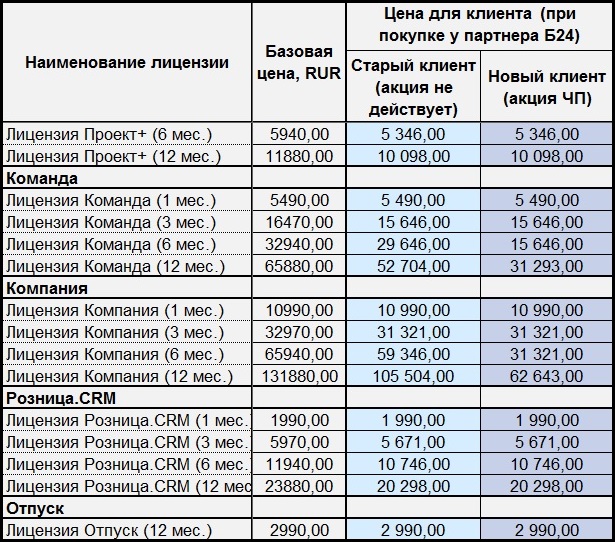 Наименование лицензии
Базовая цена, RUR
Цена для клиента (при покупке у партнера Б24)
Старый клиент (акция не действует)
Новый клиент (акция ЧП)
Лицензия Проект+ (6 мес.) 5940,00 5 346,00 5 346,00
Лицензия Проект+ (12 мес.) 11880,00 10 098,00 10 098,00
Команда
Лицензия Команда (1 мес.) 5490,00 5 490,00 5 490,00
Лицензия Команда (3 мес.) 16470,00 15 646,00 15 646,00
Лицензия Команда (6 мес.) 32940,00 29 646,00 15 646,00
Лицензия Команда (12 мес.) 65880,00 52 704,00 31 293,00
Компания
Лицензия Компания (1 мес.) 10990,00 10 990,00 10 990,00
Лицензия Компания (3 мес.) 32970,00 31 321,00 31 321,00
Лицензия Компания (6 мес.) 65940,00 59 346,00 31 321,00
Лицензия Компания (12 мес.) 131880,00 105 504,00 62 643,00
Розница.CRM
Лицензия Розница.CRM (1 мес. 1990,00 1 990,00 1 990,00
Лицензия Розница.CRM (3 мес. 5970,00 5 671,00 5 671,00
Лицензия Розница.CRM (6 мес. 11940,00 10 746,00 10 746,00
Лицензия Розница.CRM (12 мес 23880,00 20 298,00 20 298,00
Отпуск
Лицензия Отпуск (12 мес.) 2990,00 2 990,00 2 990,00